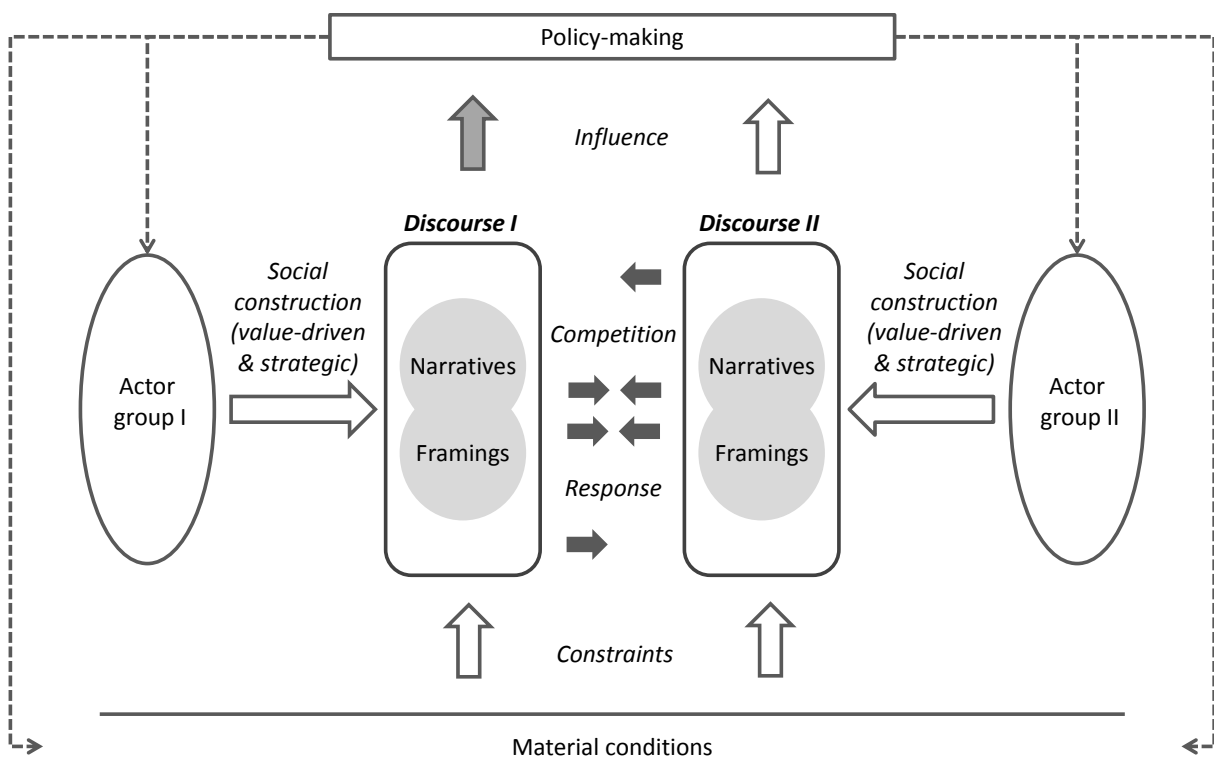 Policy-making
Influence
Discourse I
Discourse II
Social
construction
(value-driven
& strategic)
Competition
Social
construction
(value-driven
& strategic)
Actor
group I
Narratives
Framings
Narratives
Framings
Actor
group II
Response
Constraints
Material conditions